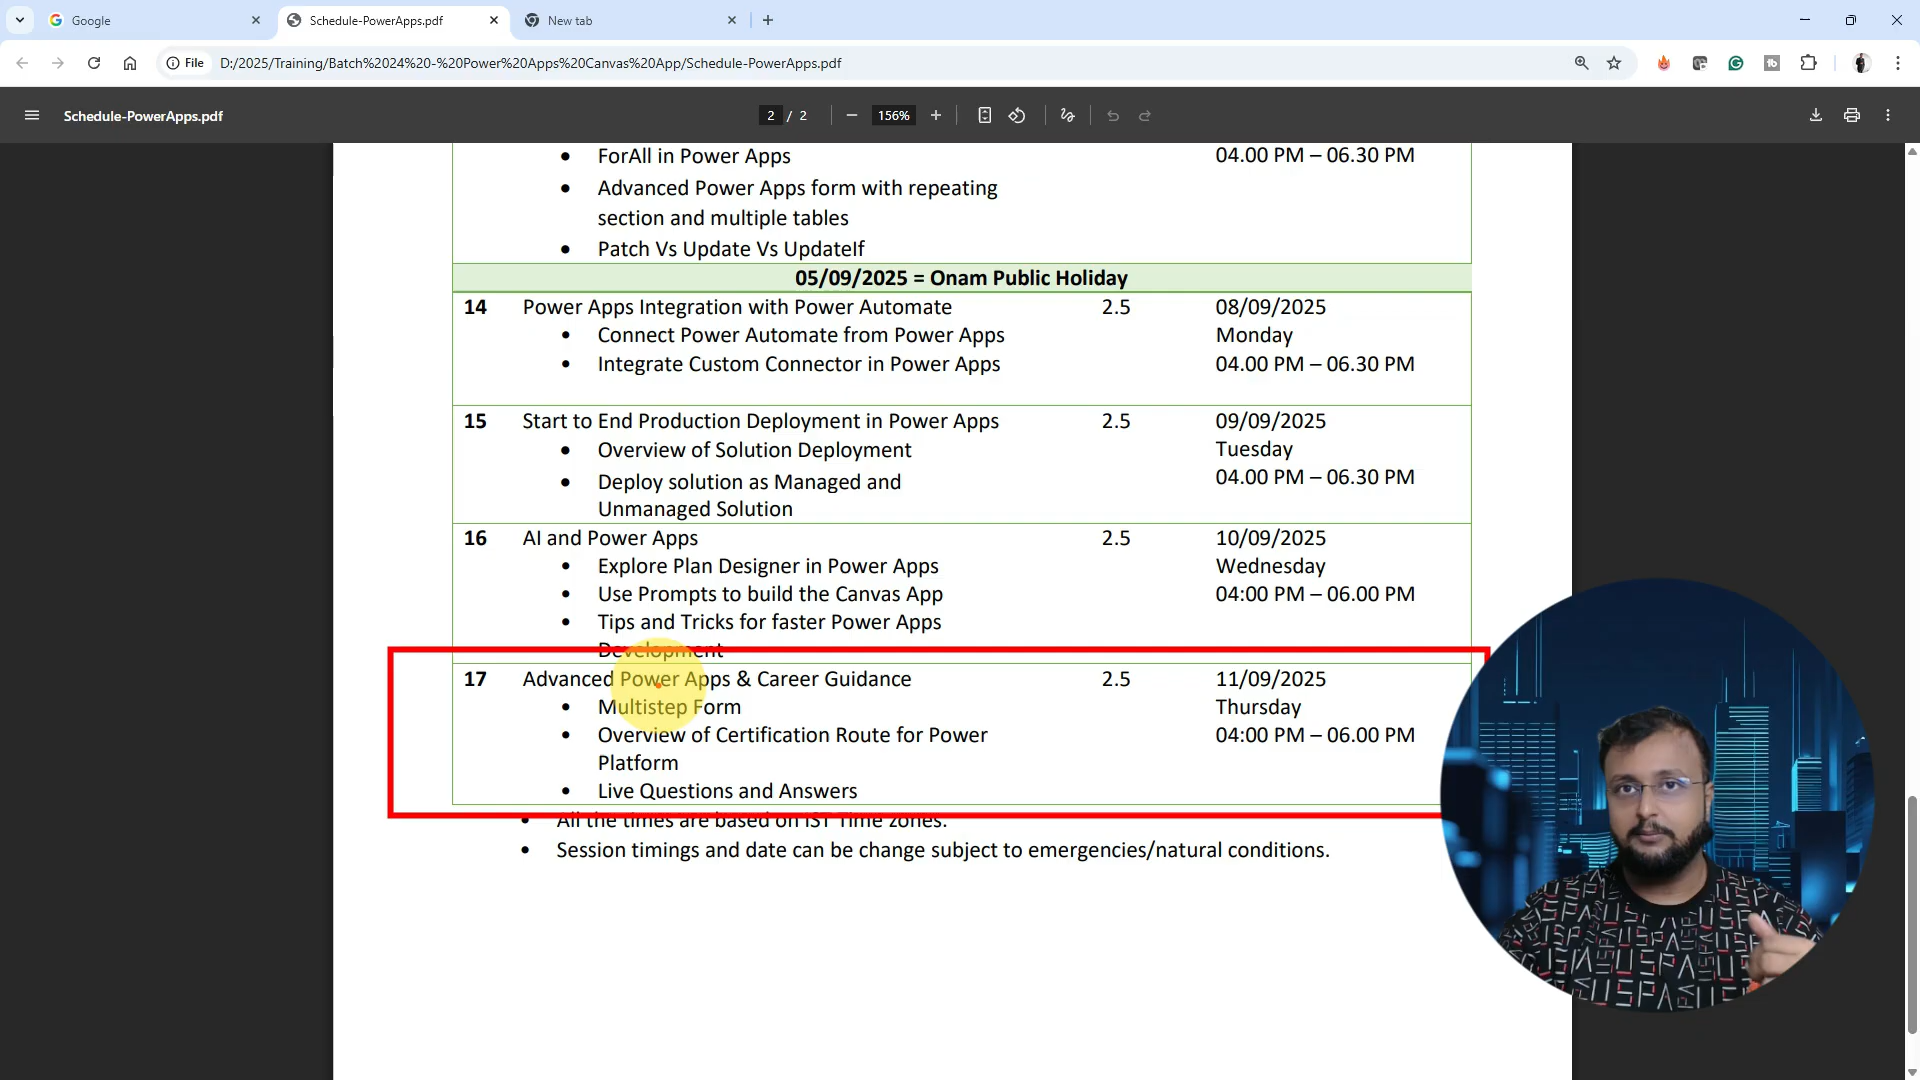 Google
Schedule-PowerApps.pdf
New tab
File
D:/2025/Training/Batch%2024%20-%20Power%20Apps%20Canvas%20App/Schedule-PowerApps.pdf
Schedule-PowerApps.pdf
2 / 2
156%
ForAll in Power Apps
04.00 PM – 06.30 PM
Advanced Power Apps form with repeating
section and multiple tables
Patch Vs Update Vs UpdateIf
05/09/2025 = Onam Public Holiday
14 Power Apps Integration with Power Automate 2.5 08/09/2025
Connect Power Automate from Power Apps Monday
Integrate Custom Connector in Power Apps 04.00 PM – 06.30 PM
15 Start to End Production Deployment in Power Apps 2.5 09/09/2025
Overview of Solution Deployment Tuesday
Deploy solution as Managed and 04.00 PM – 06.30 PM
Unmanaged Solution
16 AI and Power Apps 2.5 10/09/2025
Explore Plan Designer in Power Apps Wednesday
Use Prompts to build the Canvas App 04:00 PM – 06.00 PM
Tips and Tricks for faster Power Apps
Development
17 Advanced Power Apps & Career Guidance 2.5 11/09/2025
Multistep Form Thursday
Overview of Certification Route for Power 04:00 PM – 06.00 PM
Platform
Live Questions and Answers
All the times are based on IST Time zones.
Session timings and date can be change subject to emergencies/natural conditions.